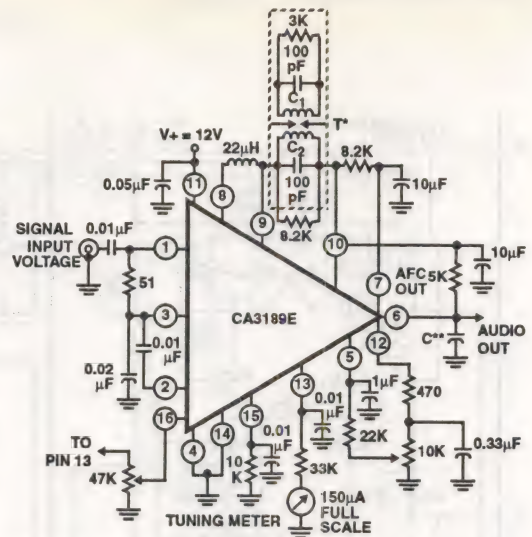 3K
100
pF
C1
T*
C2
100
pF
8.2K
8.2K
V+ = 12V
22μH
0.05μF
10μF
11
8
9
10
7
SIGNAL
INPUT
VOLTAGE
0.01μF
1
51
3
0.01
μF
0.02
μF
2
16
CA3189E
AFC
OUT
5K
10μF
6
AUDIO
OUT
C**
12
5
13
15
14
4
TO
PIN 13
47K
10
K
0.01
μF
0.01
μF
33K
1μF
22K
470
10K
0.33μF
TUNING METER
150μA
FULL
SCALE